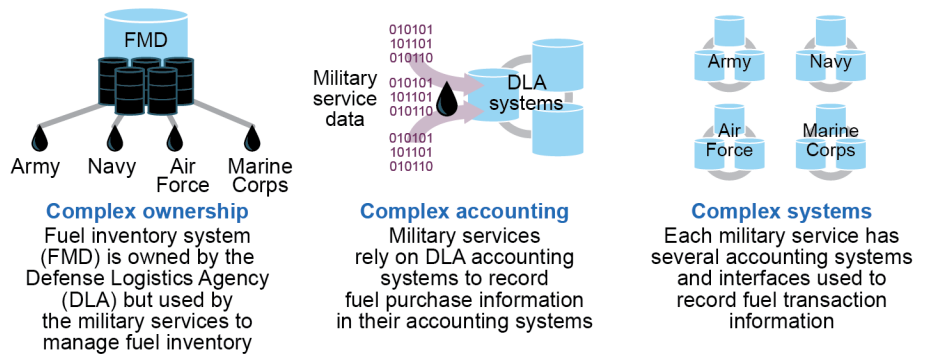 FMD
Army
Navy
Air
Force
Marine
Corps
Complex ownership
Fuel inventory system
(FMD) is owned by the
Defense Logistics Agency
(DLA) but used by
the military services to
manage fuel inventory
010101
101101
010110
Military
service
data
010101
101101
010110
010101
101101
010110
DLA
systems
Complex accounting
Military services
rely on DLA accounting
systems to record
fuel purchase information
in their accounting systems
Army
Navy
Air
Force
Marine
Corps
Complex systems
Each military service has
several accounting systems
and interfaces used to
record fuel transaction
information